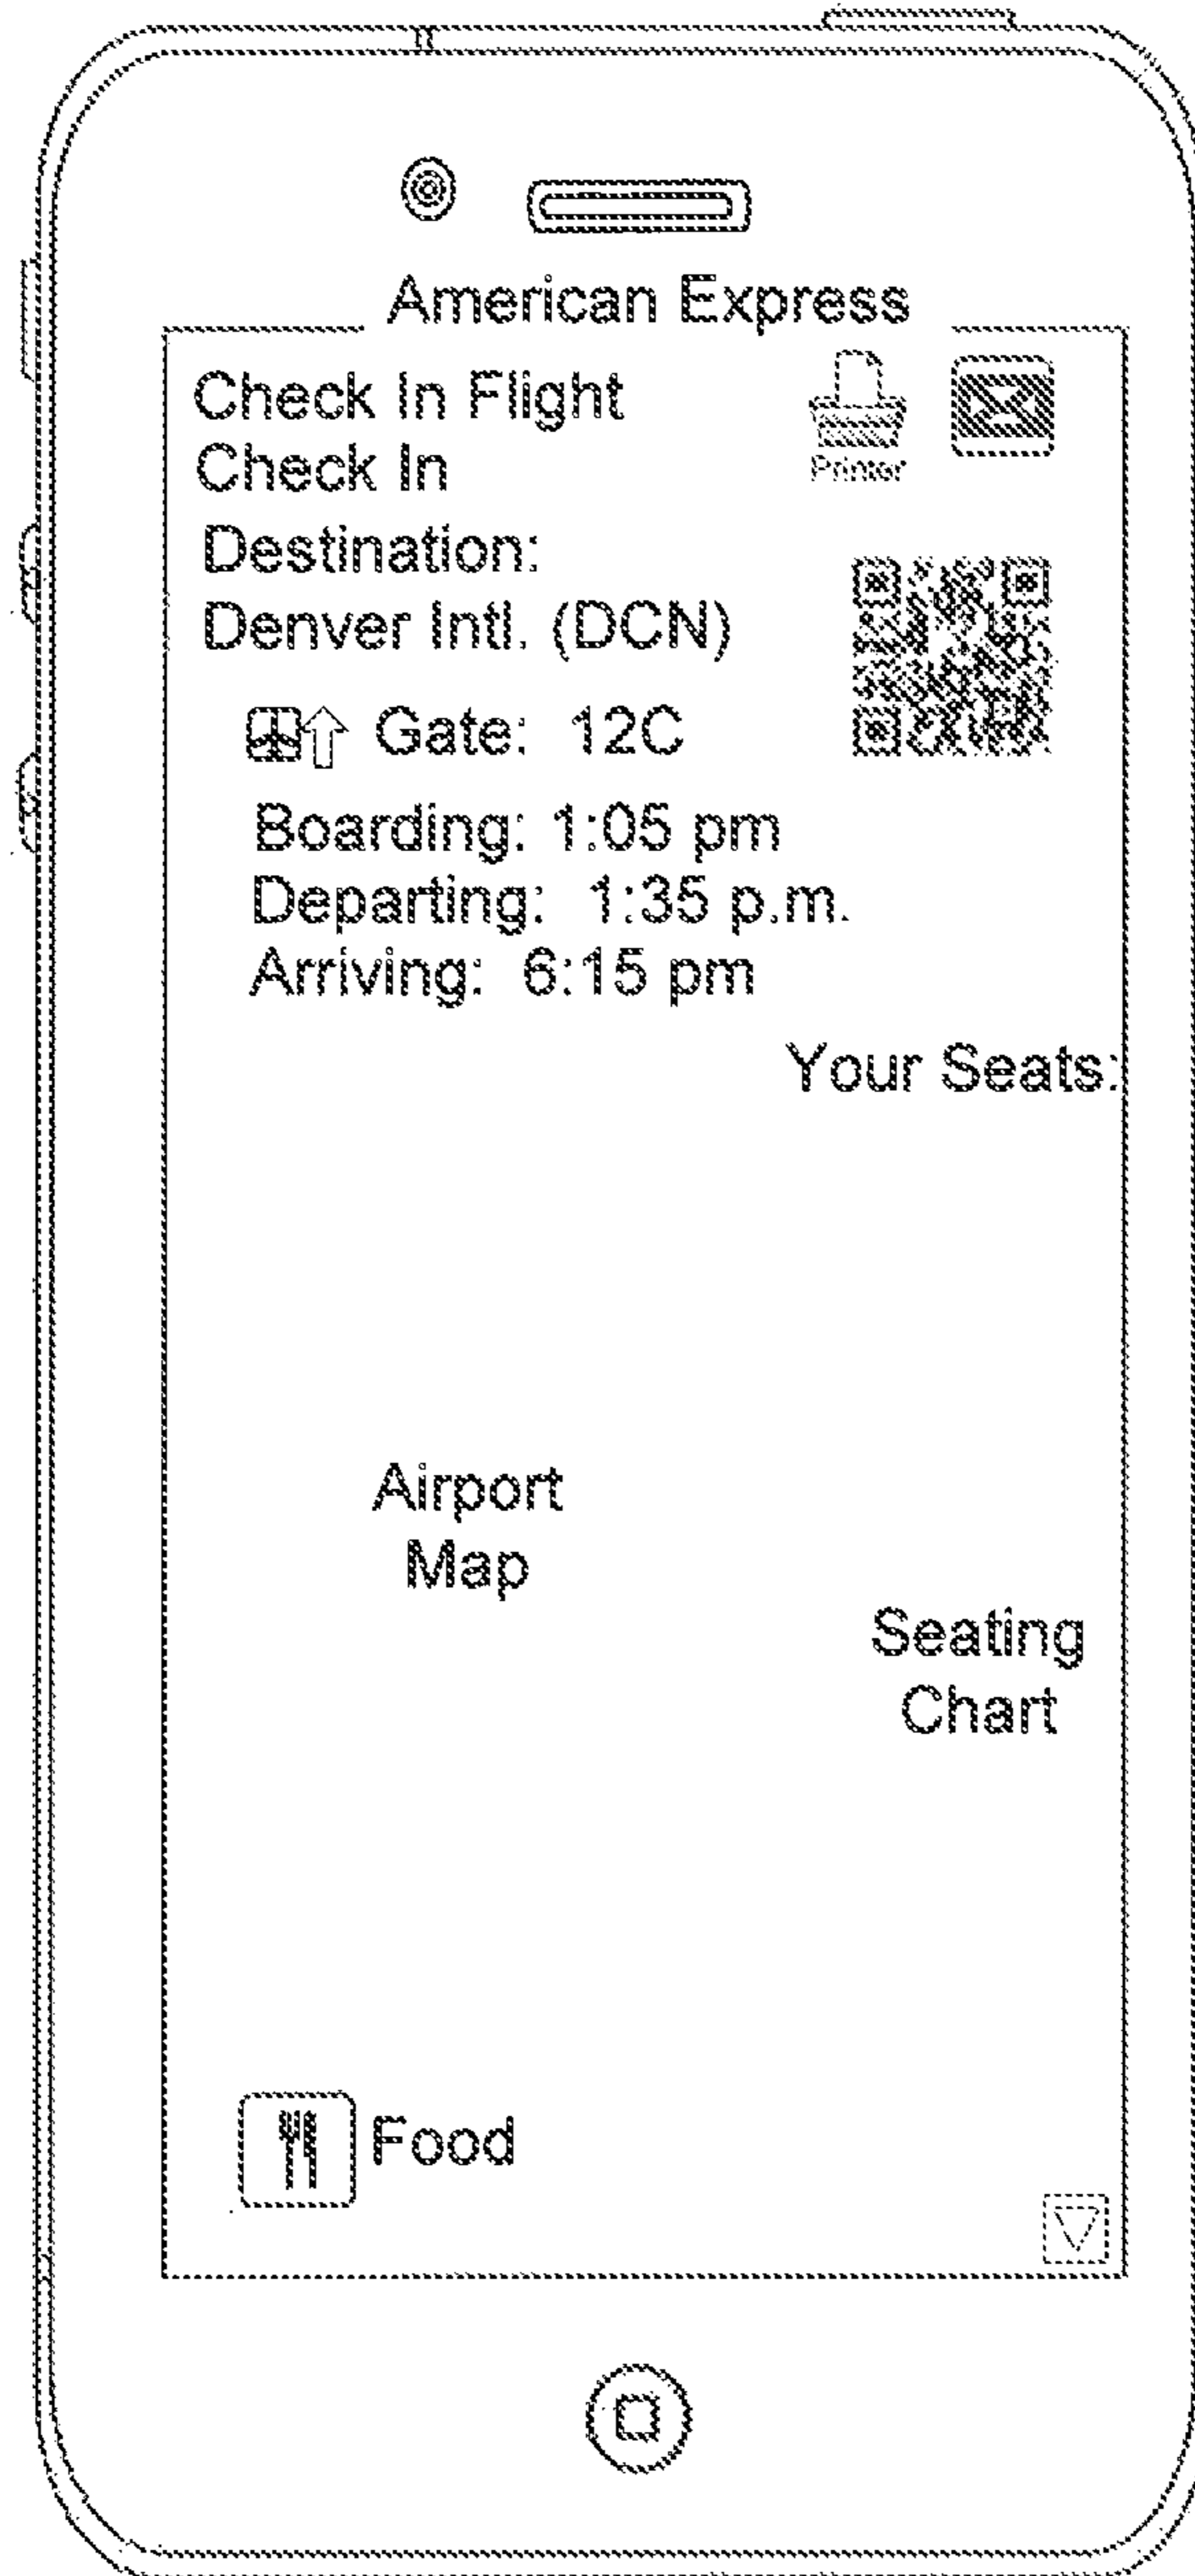 American Express
Check In Flight
Check In
Printer
Destination:
Denver Intl. (DCN)
Gate: 12C
Boarding: 1:05 pm
Departing: 1:35 p.m.
Arriving: 6:15 pm
Your Seats:
Airport
Map
Seating
Chart
Food